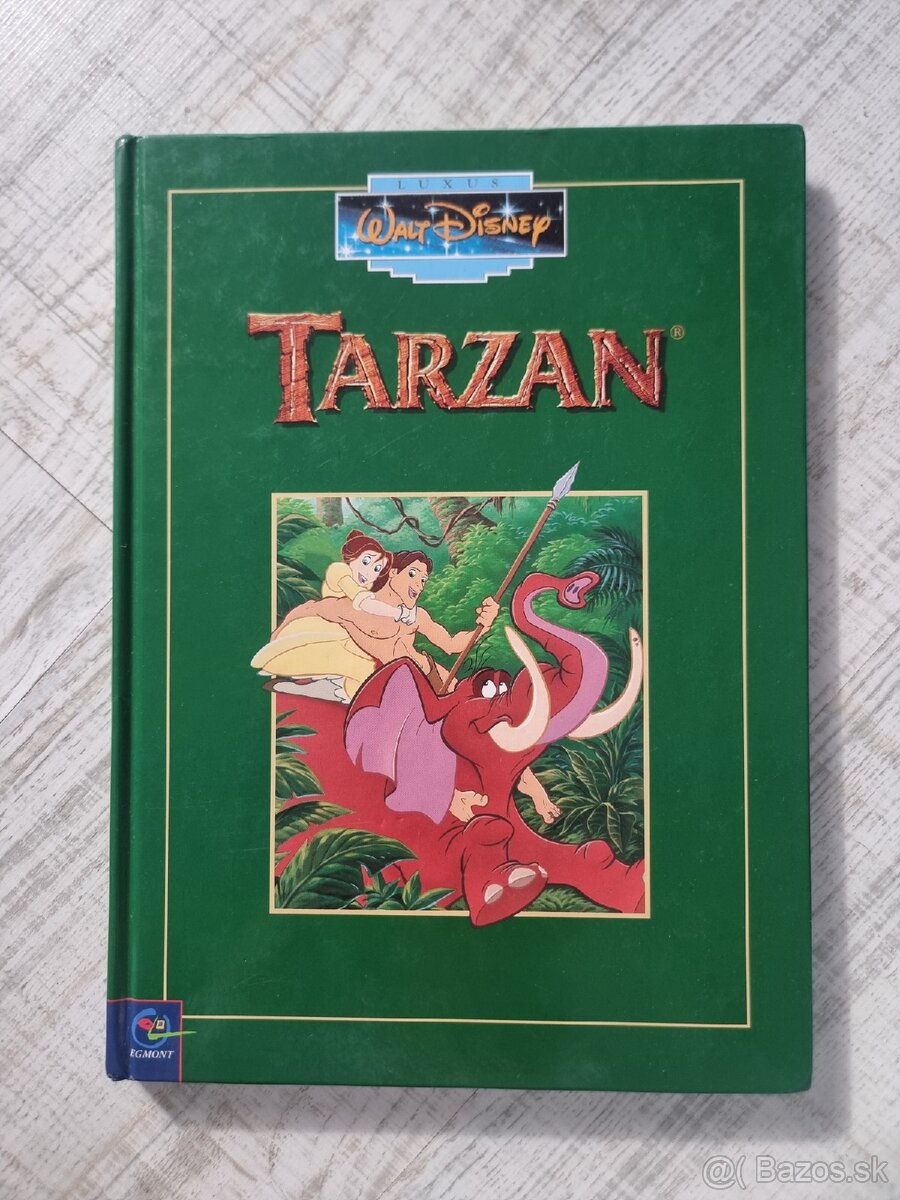 LUXUS
WALT DISNEY
TARZAN®
EGMONT
@( Bazos.sk